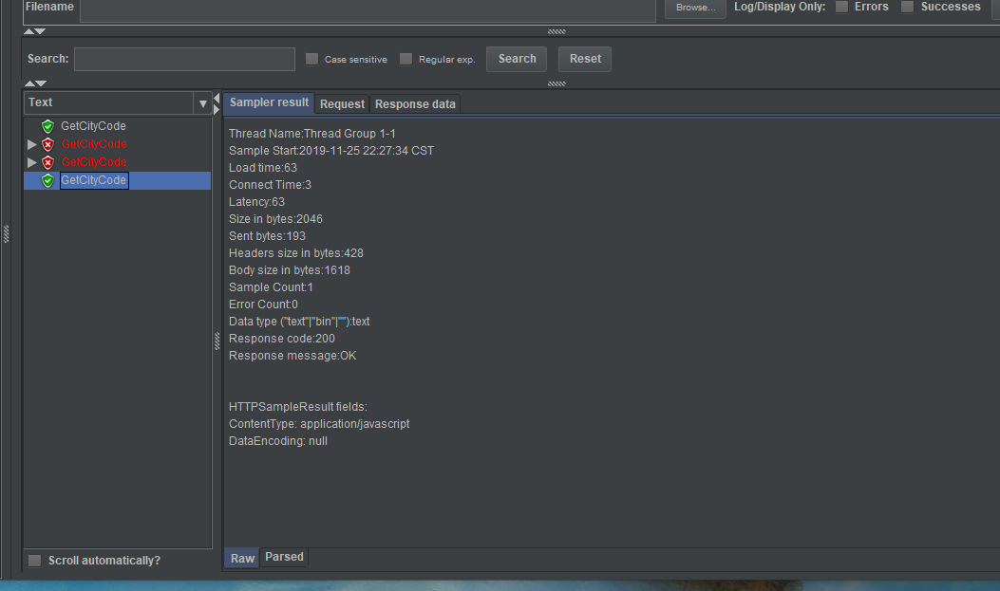 Filename
Browse... Log/Display Only: Errors Successes
Search: Case sensitive Regular exp. Search Reset
Text
GetCityCode
GetCityCode
GetCityCode
GetCityCode
Sampler result Request Response data
Thread Name:Thread Group 1-1
Sample Start:2019-11-25 22:27:34 CST
Load time:63
Connect Time:3
Latency:63
Size in bytes:2046
Sent bytes:193
Headers size in bytes:428
Body size in bytes:1618
Sample Count:1
Error Count:0
Data type ("text"|"bin"|""):text
Response code:200
Response message:OK
HTTPSampleResult fields:
ContentType: application/javascript
DataEncoding: null
Scroll automatically?
Raw Parsed